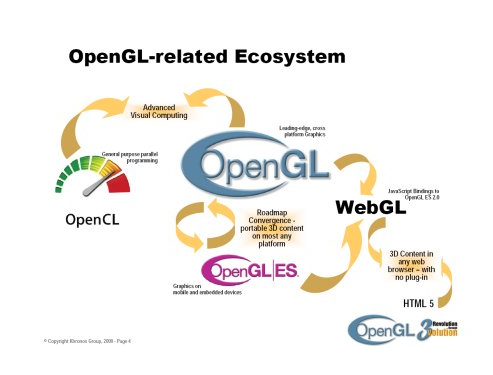 OpenGL-related Ecosystem
Advanced
Visual Computing
Leading-edge, cross
platform Graphics
General purpose parallel
programming
OpenGL
JavaScript Bindings to
OpenGL ES 2.0
OpenCL
WebGL
Roadmap
Convergence -
portable 3D content
on most any
platform
OpenGL|ES.
Graphics on
mobile and embedded devices
3D Content in
any web
browser – with
no plug-in
HTML 5
OpenGL 3 Revolution
through
Evolution
© Copyright Khronos Group, 2009 - Page 4